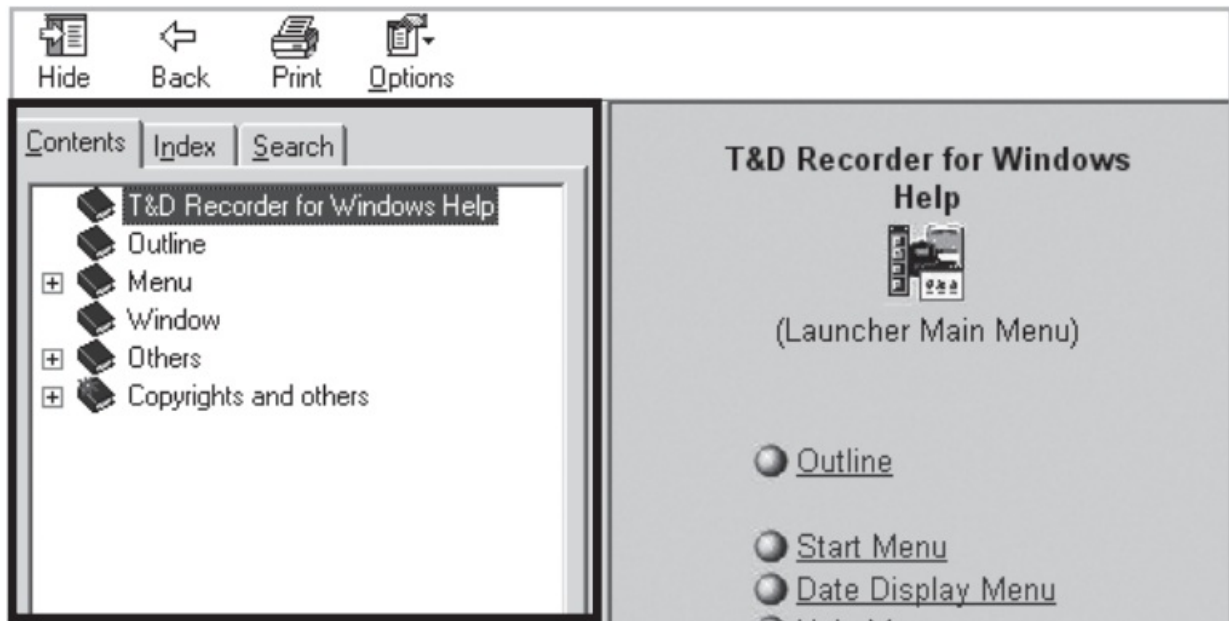 Hide Back Print Options
Contents Index Search
T&D Recorder for Windows Help
Outline
Menu
Window
Others
Copyrights and others
T&D Recorder for Windows
Help
(Launcher Main Menu)
Outline
Start Menu
Date Display Menu